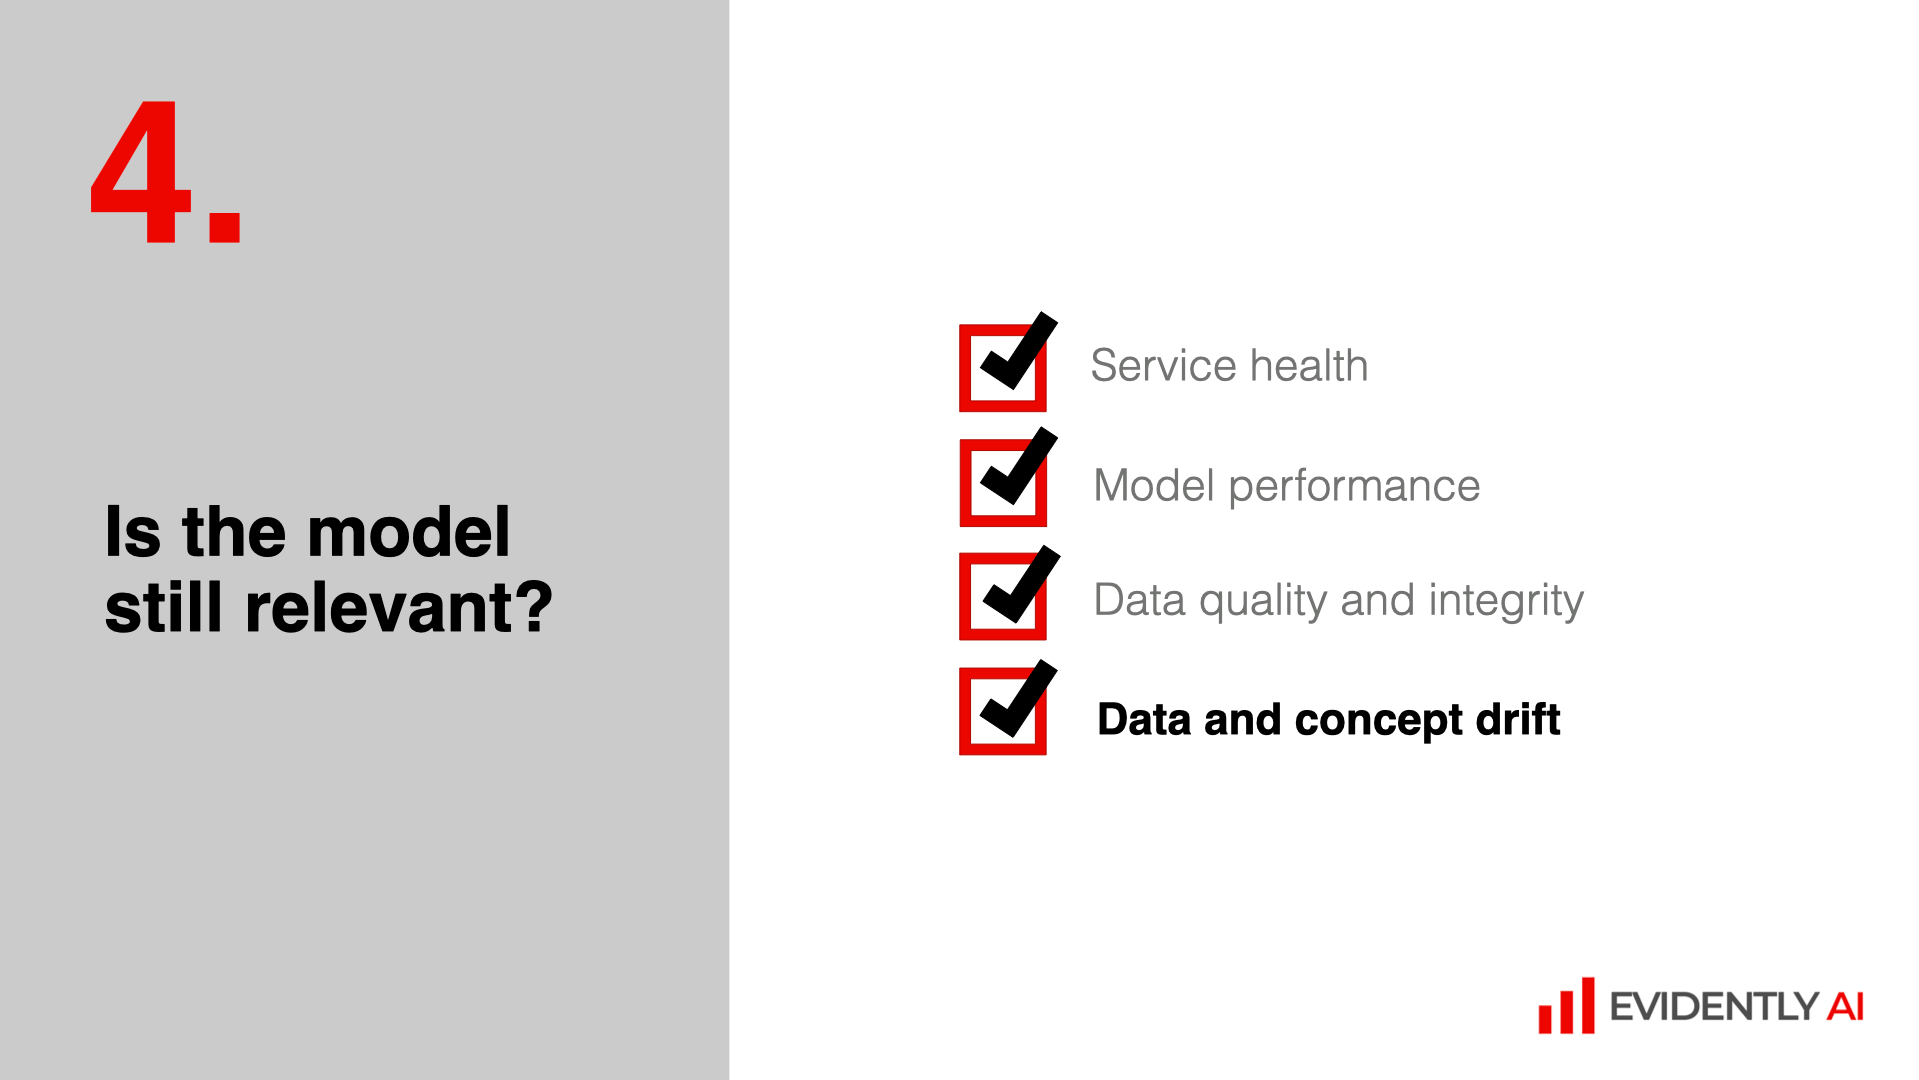 4.
Is the model
still relevant?
Service health
Model performance
Data quality and integrity
Data and concept drift
EVIDENTLY AI